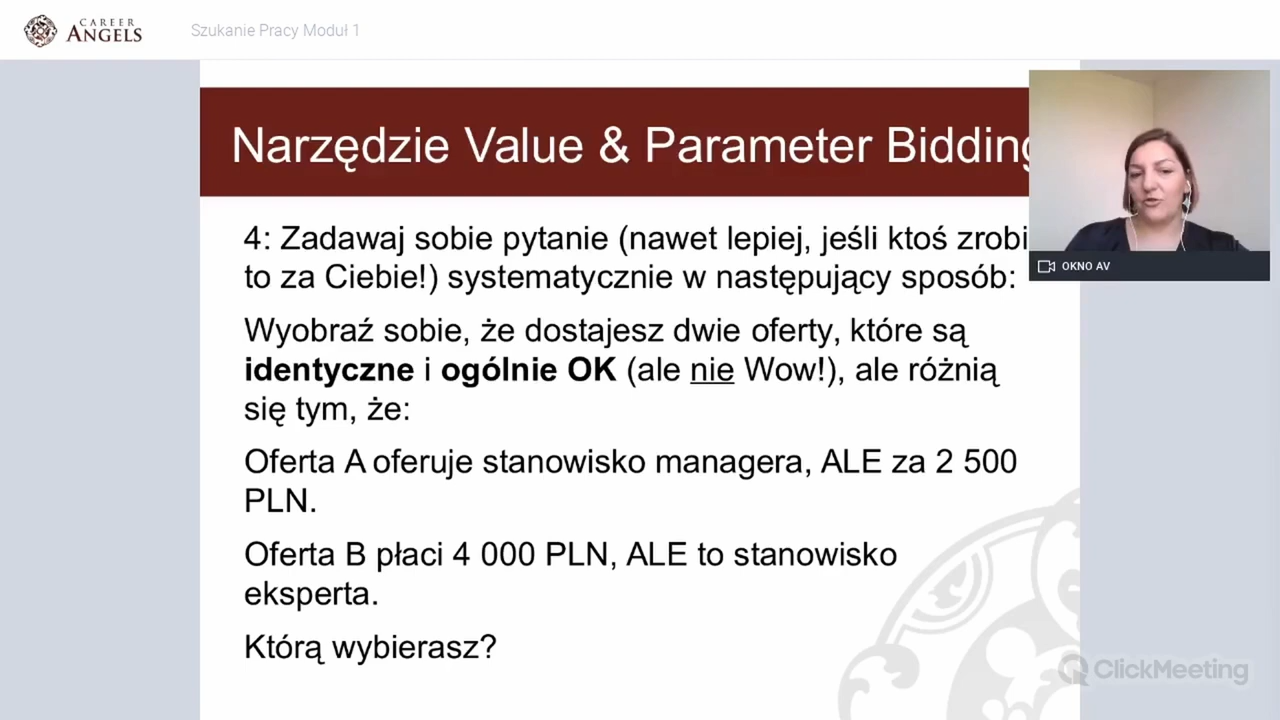 CAREER
ANGELS
Szukanie Pracy Moduł 1
Narzędzie Value & Parameter Bidding
4: Zadawaj sobie pytanie (nawet lepiej, jeśli ktoś zrobi
to za Ciebie!) systematycznie w następujący sposób:
OKNO AV
Wyobraź sobie, że dostajesz dwie oferty, które są
identyczne i ogólnie OK (ale nie Wow!), ale różnią
się tym, że:
Oferta A oferuje stanowisko managera, ALE za 2 500
PLN.
Oferta B płaci 4 000 PLN, ALE to stanowisko
eksperta.
Którą wybierasz?
ClickMeeting